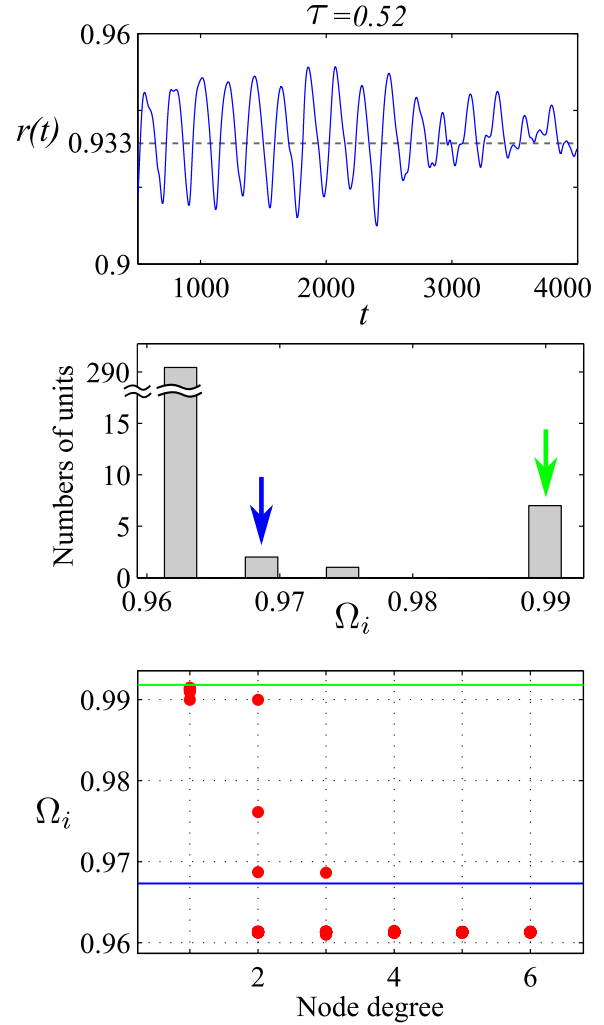 τ =0.52
0.96
r(t) 0.933
0.9
1000 2000 3000 4000
t
Numbers of units
290
15
10
5
0
0.96 0.97 0.98 0.99
Ωi
Ωi
0.99
0.98
0.97
0.96
2 4 6
Node degree